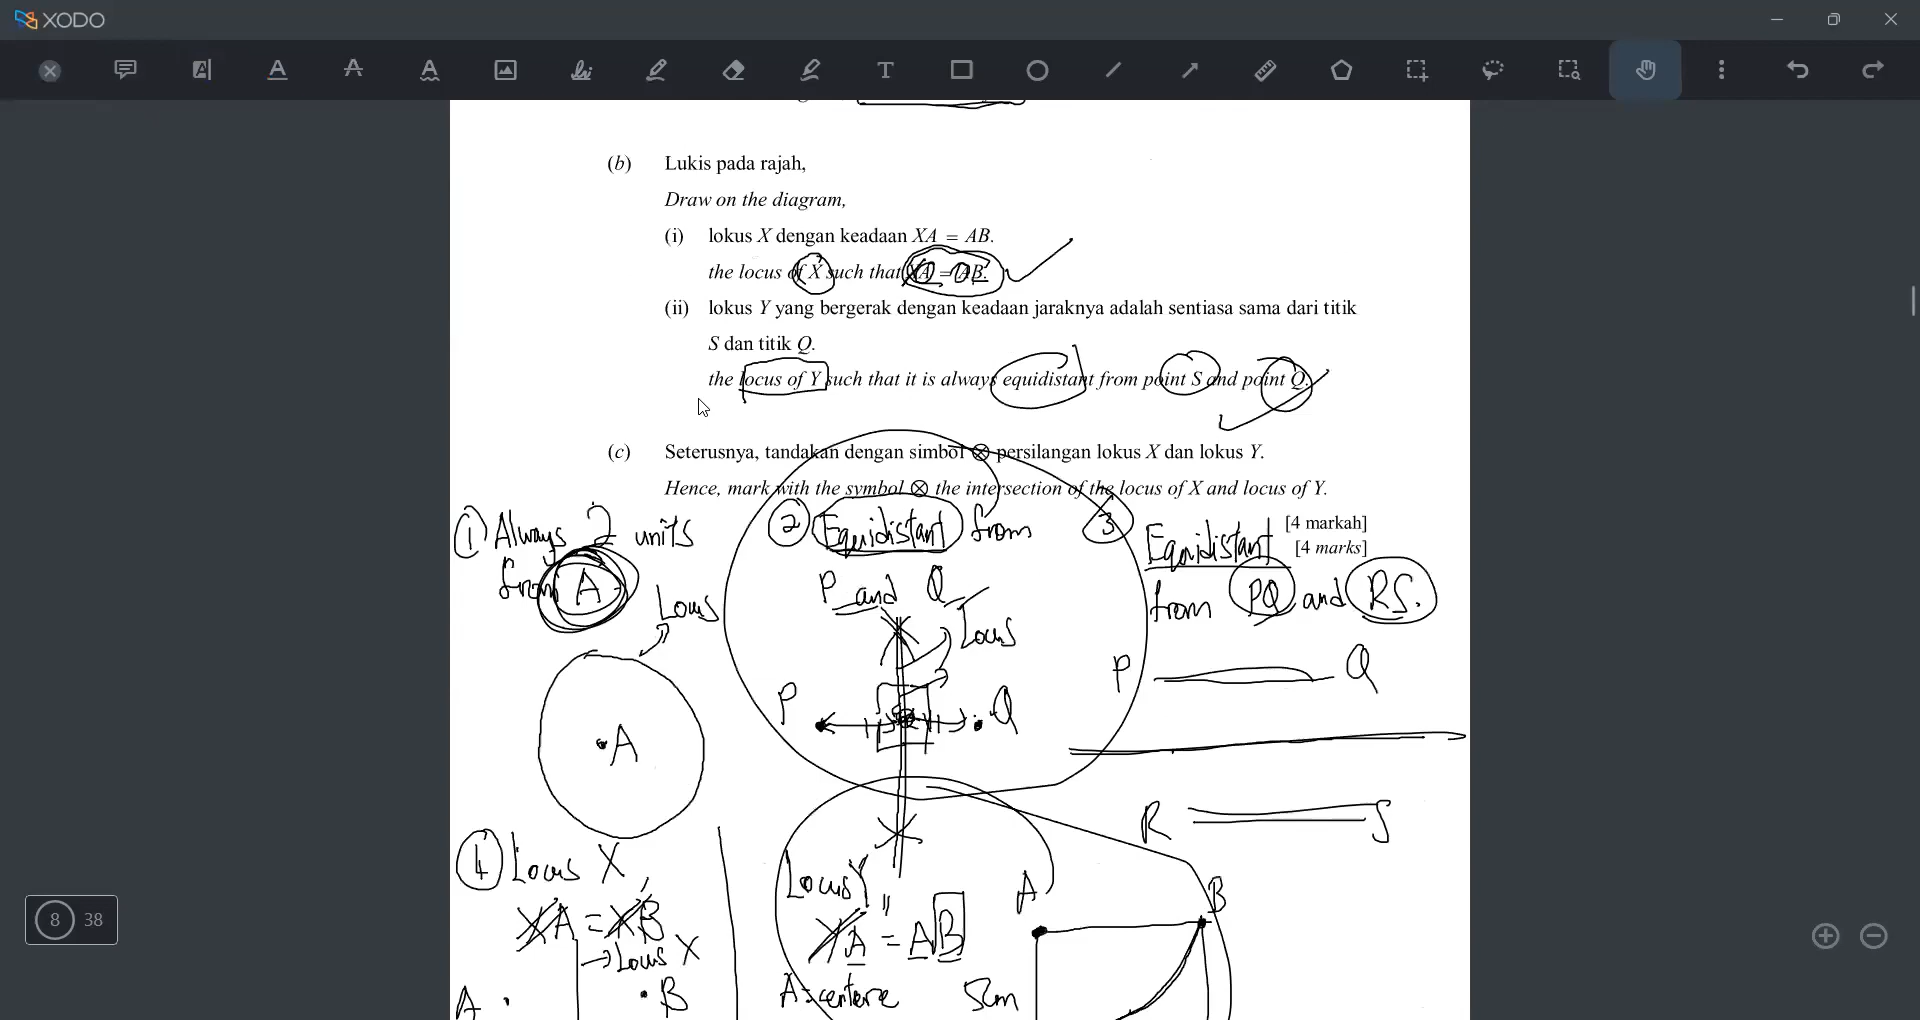 XODO
(b) Lukis pada rajah,
Draw on the diagram,
(i) lokus X dengan keadaan XA = AB.
the locus of X such that XA = AB.
(ii) lokus Y yang bergerak dengan keadaan jaraknya adalah sentiasa sama dari titik
S dan titik Q.
the locus of Y such that it is always equidistant from point S and point Q.
(c) Seterusnya, tandakan dengan simbol ⊗ persilangan lokus X dan lokus Y.
Hence, mark with the symbol ⊗ the intersection of the locus of X and locus of Y.
[4 markah]
[4 marks]
① Always 2 units
from A
Locus
A
② Equidistant from
P and Q
Locus
P Q
③ Equidistant
from PQ and RS.
P Q
R S
④ Locus X
XA = XB
→ Locus X
A B
Locus Y
YA = AB
A = centere
A B
5cm
8 38